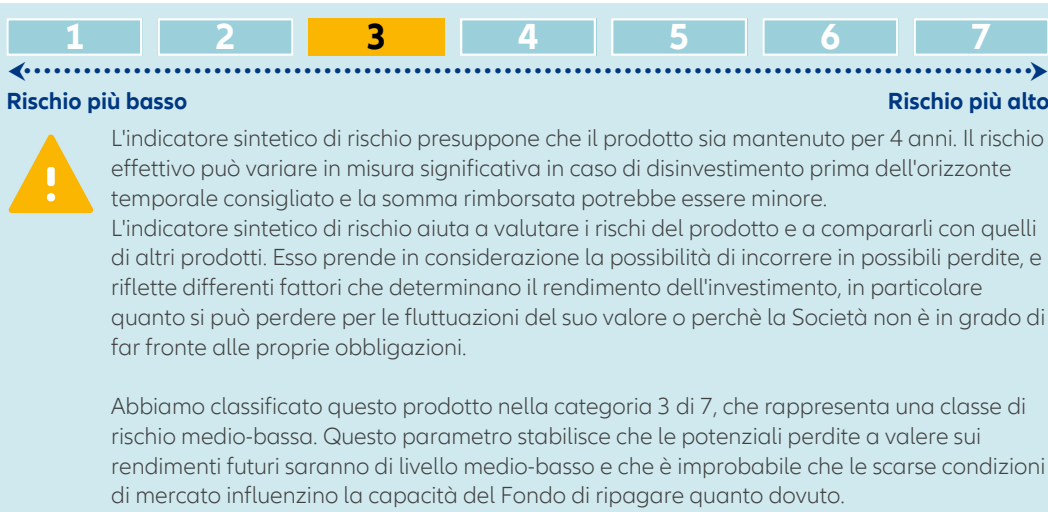 1 2 3 4 5 6 7
Rischio più basso Rischio più alto
L'indicatore sintetico di rischio presuppone che il prodotto sia mantenuto per 4 anni. Il rischio
effettivo può variare in misura significativa in caso di disinvestimento prima dell'orizzonte
temporale consigliato e la somma rimborsata potrebbe essere minore.
L'indicatore sintetico di rischio aiuta a valutare i rischi del prodotto e a compararli con quelli
di altri prodotti. Esso prende in considerazione la possibilità di incorrere in possibili perdite, e
riflette differenti fattori che determinano il rendimento dell'investimento, in particolare
quanto si può perdere per le fluttuazioni del suo valore o perchè la Società non è in grado di
far fronte alle proprie obbligazioni.
Abbiamo classificato questo prodotto nella categoria 3 di 7, che rappresenta una classe di
rischio medio-bassa. Questo parametro stabilisce che le potenziali perdite a valere sui
rendimenti futuri saranno di livello medio-basso e che è improbabile che le scarse condizioni
di mercato influenzino la capacità del Fondo di ripagare quanto dovuto.